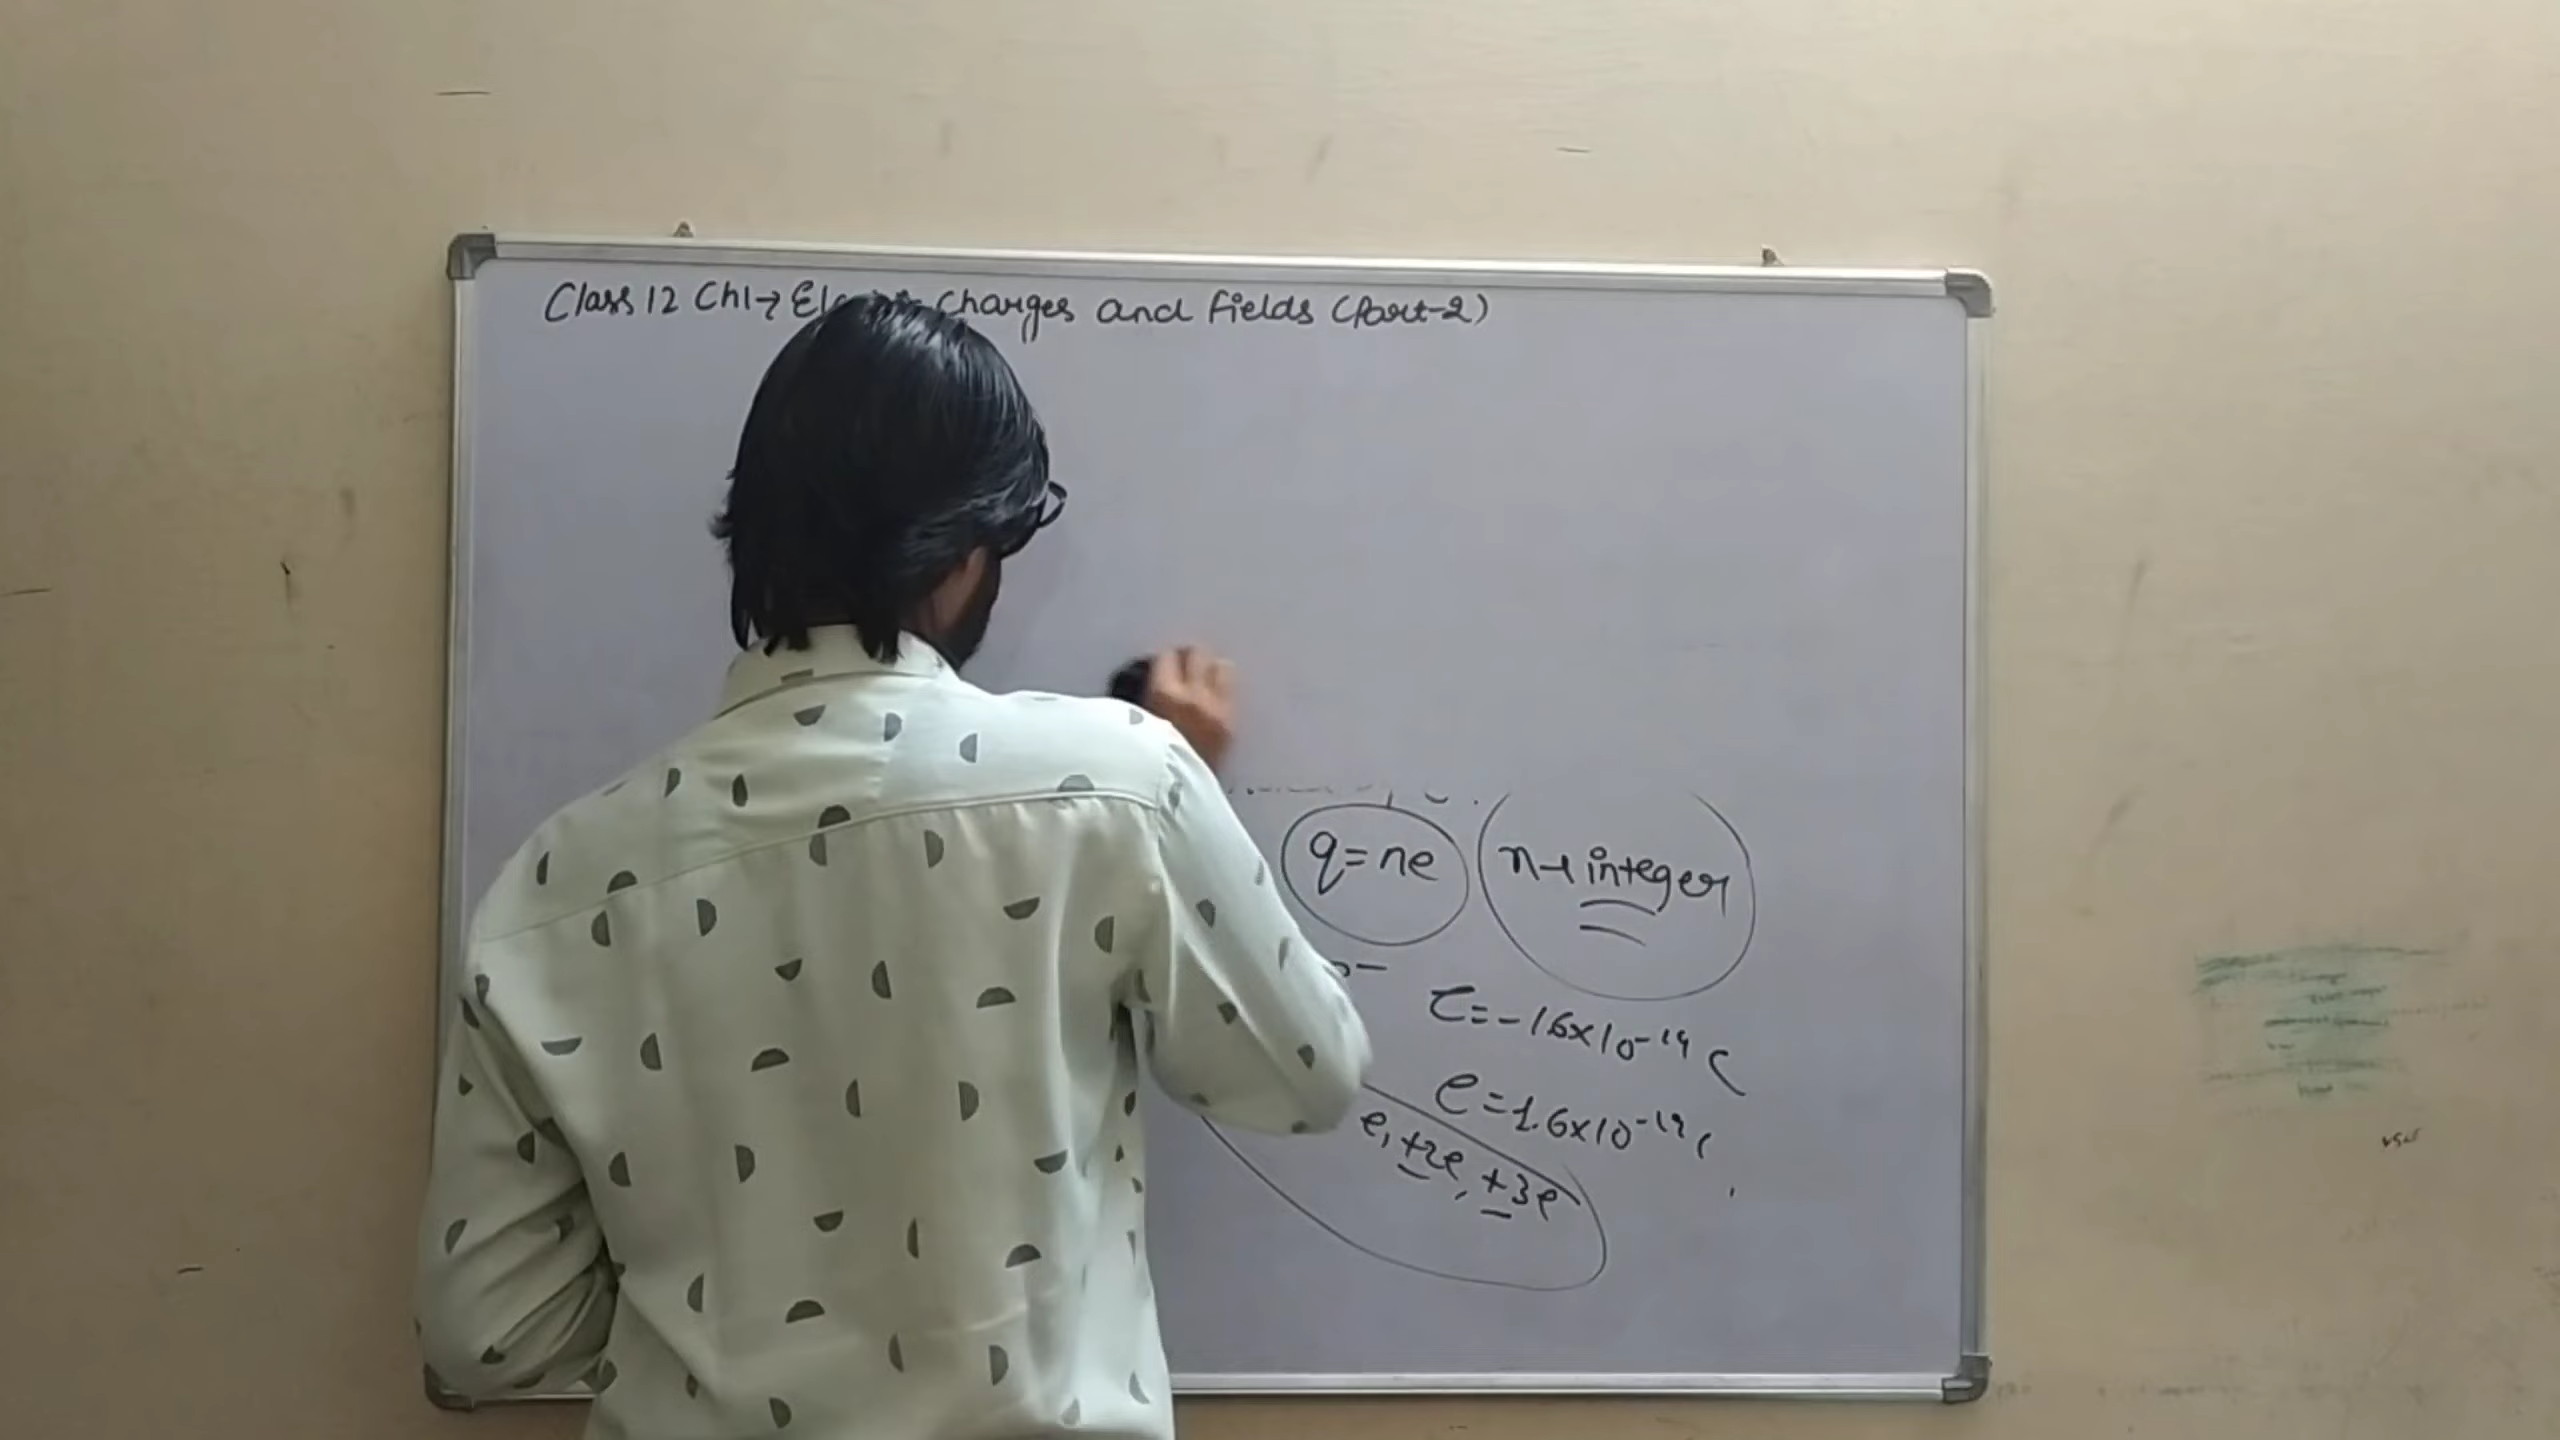 Class 12 Ch1→ Charges and Fields (Part-2)
q=ne n→integer
e=-1.6×10⁻¹⁹ C
e=1.6×10⁻¹⁹ C
e, +2e, +3e